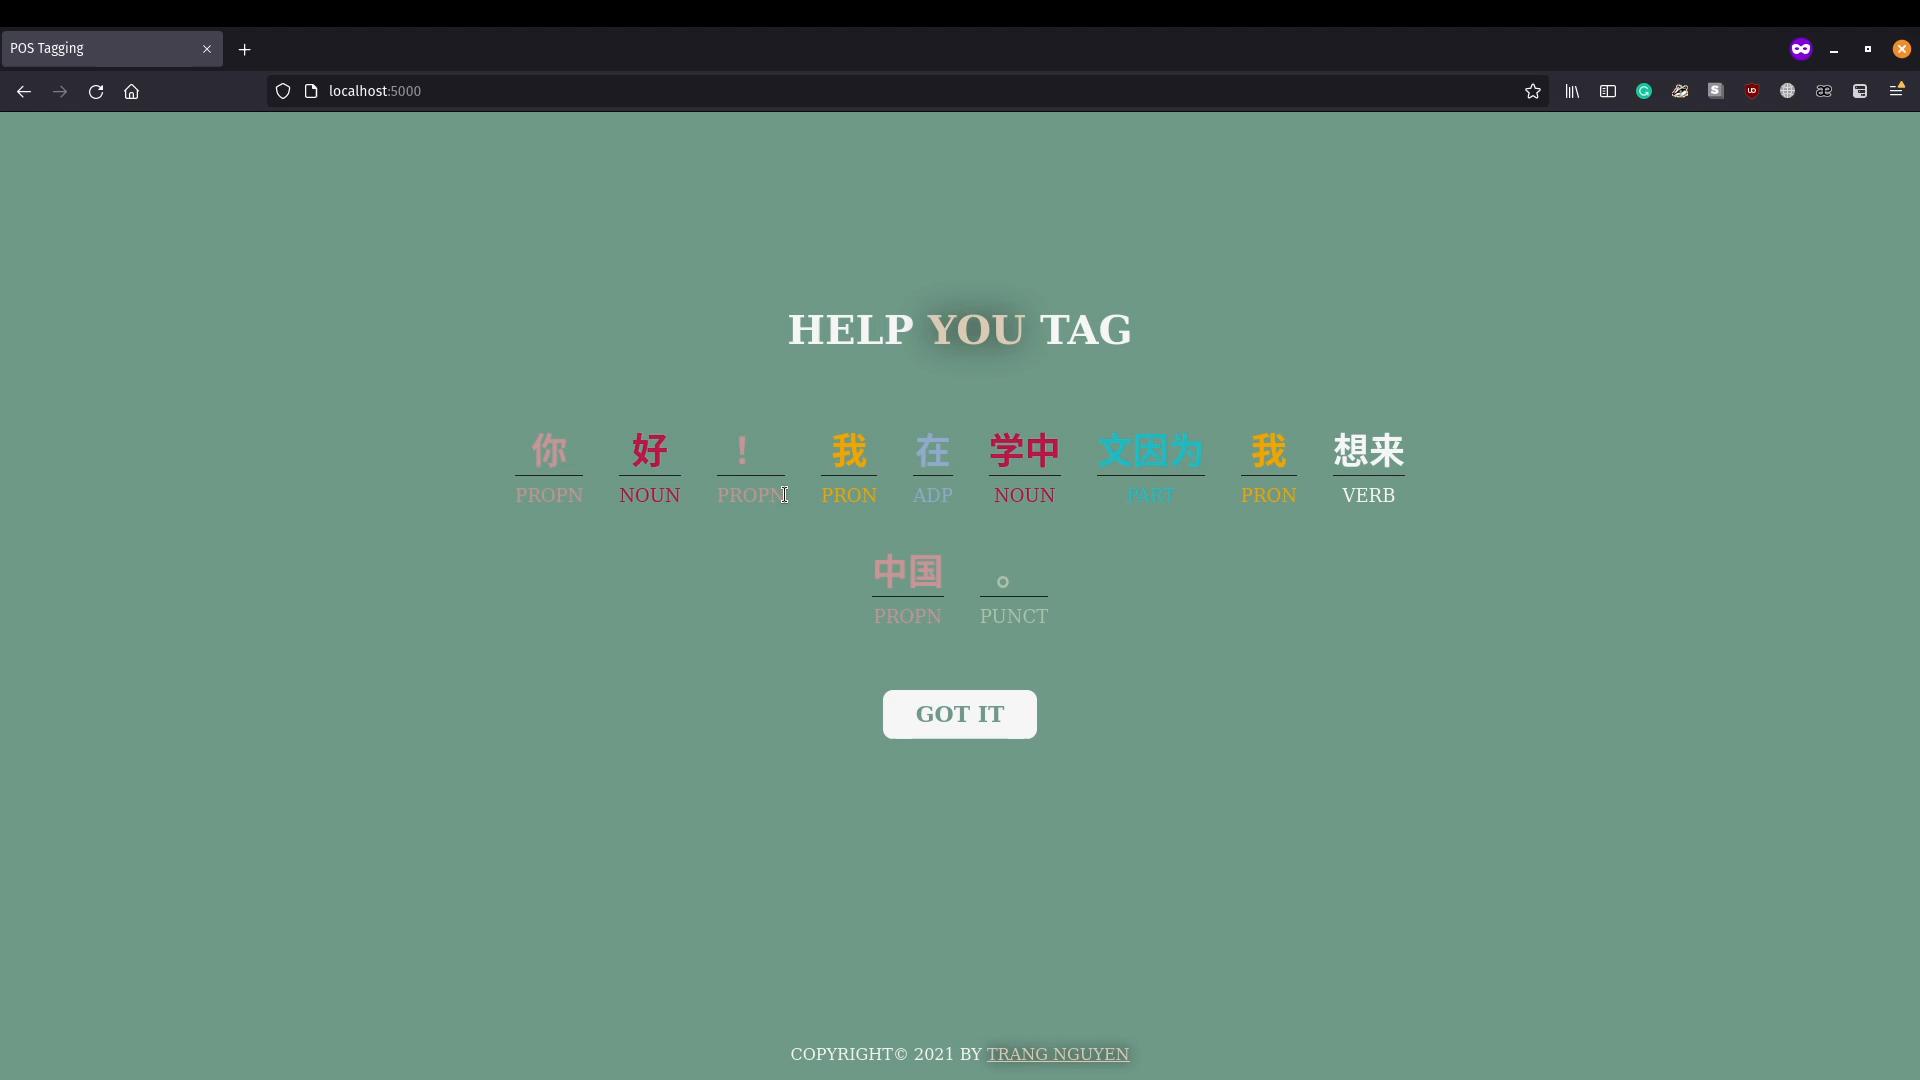 POS Tagging
localhost:5000
HELP YOU TAG
你 好 ！ 我 在 学中 文因为 我 想来
PROPN NOUN PROPN PRON ADP NOUN PART PRON VERB
中国 。
PROPN PUNCT
GOT IT
COPYRIGHT© 2021 BY TRANG NGUYEN